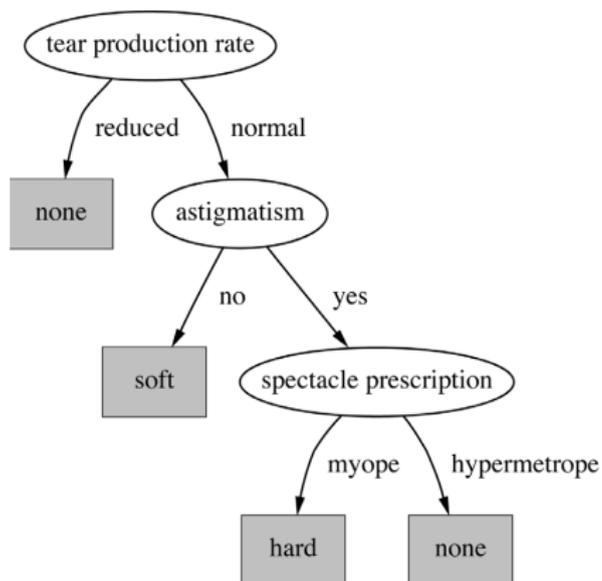 tear production rate
reduced
normal
none
astigmatism
no
yes
soft
spectacle prescription
myope
hypermetrope
hard
none